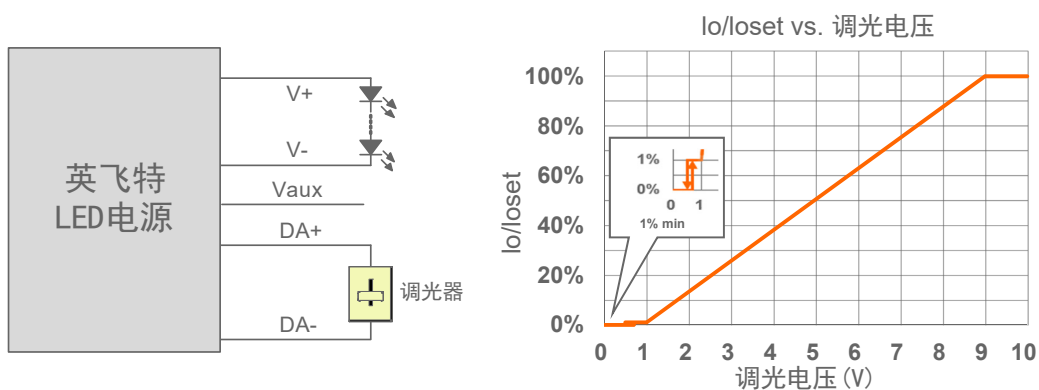 英飞特
LED电源
V+
V-
Vaux
DA+
DA-
调光器
Io/Ioset vs. 调光电压
Io/Ioset
100%
80%
60%
40%
20%
0%
1%
0%
0 1
1% min
0 1 2 3 4 5 6 7 8 9 10
调光电压(V)